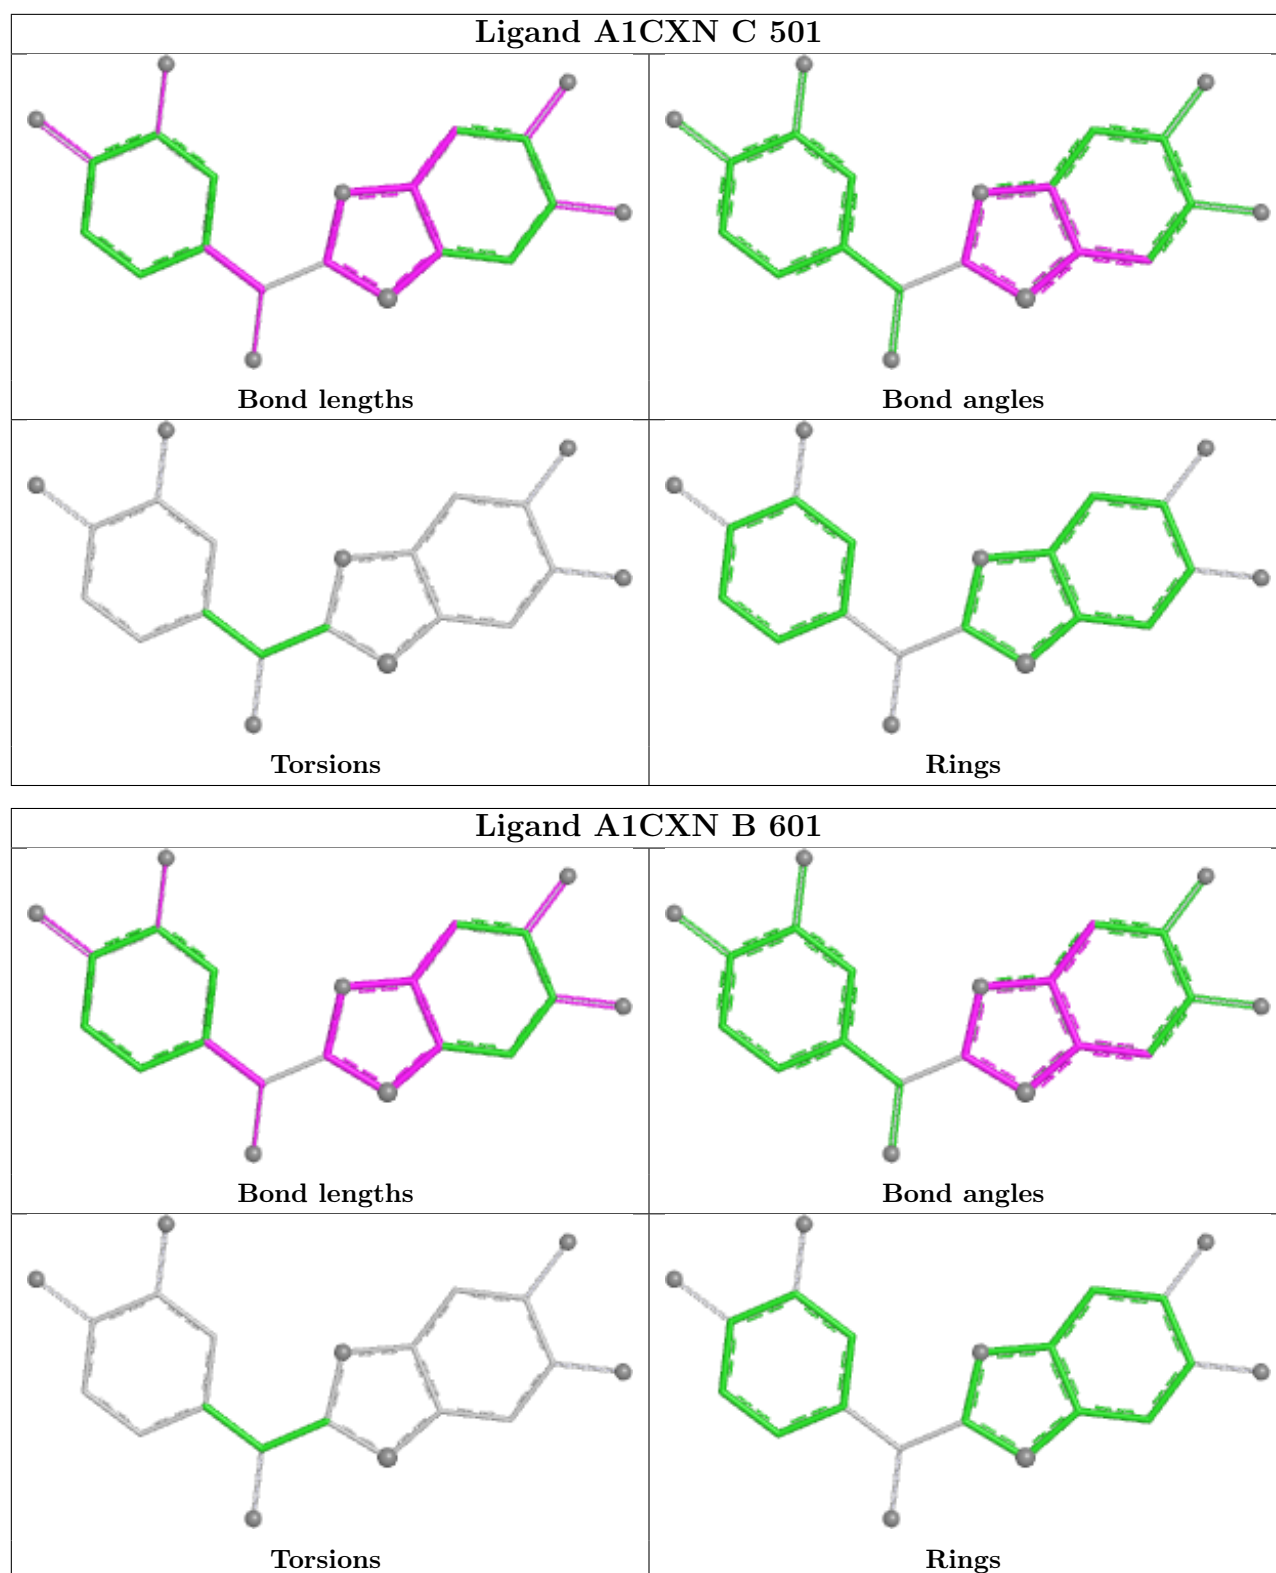 Ligand A1CXN C 501
Bond lengths
Bond angles
Torsions
Rings
Ligand A1CXN B 601
Bond lengths
Bond angles
Torsions
Rings